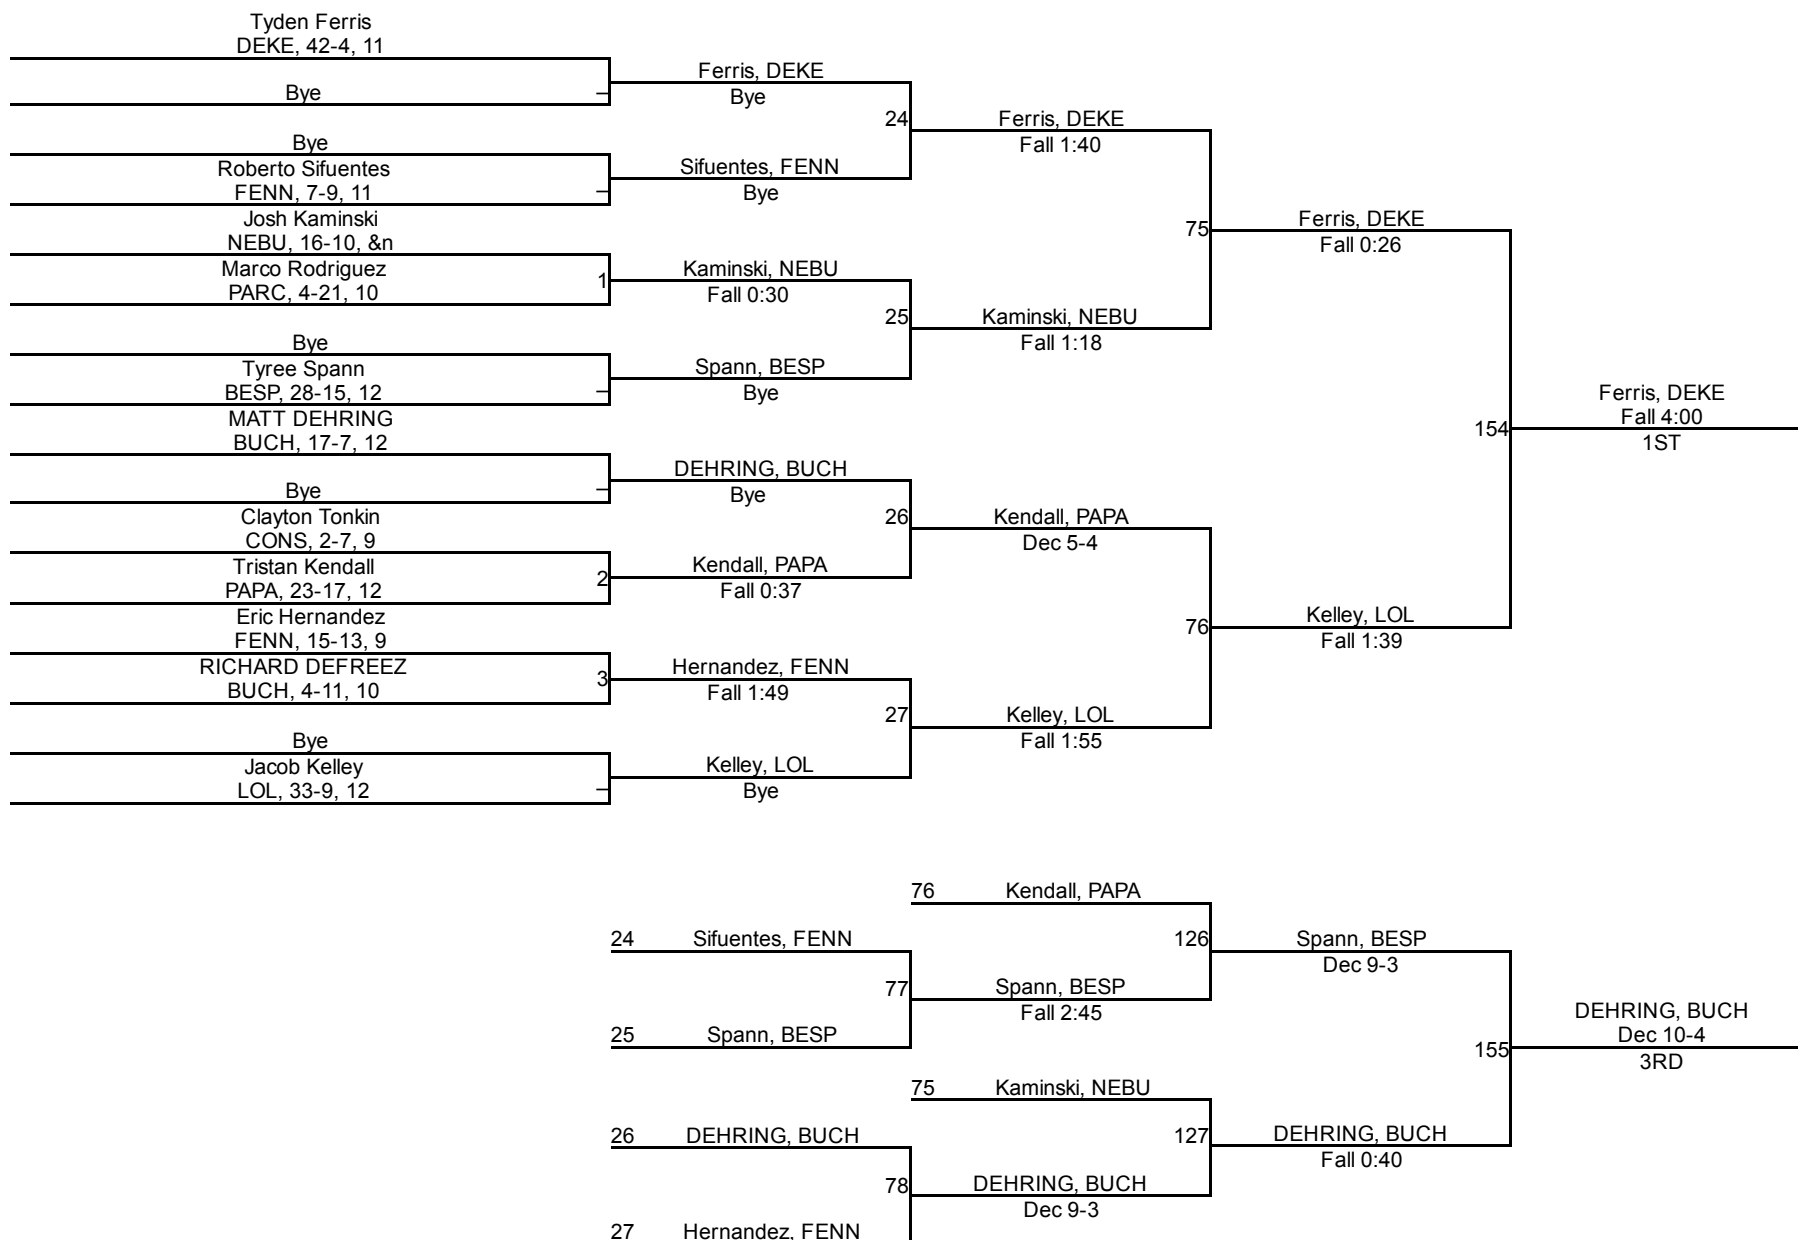 Tyden Ferris
DEKE, 42-4, 11
Bye
Bye
Roberto Sifuentes
FENN, 7-9, 11
Josh Kaminski
NEBU, 16-10, &n
Marco Rodriguez
PARC, 4-21, 10
Bye
Tyree Spann
BESP, 28-15, 12
MATT DEHRING
BUCH, 17-7, 12
Bye
Clayton Tonkin
CONS, 2-7, 9
Tristan Kendall
PAPA, 23-17, 12
Eric Hernandez
FENN, 15-13, 9
RICHARD DEFREEZ
BUCH, 4-11, 10
Bye
Jacob Kelley
LOL, 33-9, 12
–
–
1
–
–
2
3
–
Ferris, DEKE
Bye
Sifuentes, FENN
Bye
Kaminski, NEBU
Fall 0:30
Spann, BESP
Bye
DEHRING, BUCH
Bye
Kendall, PAPA
Fall 0:37
Hernandez, FENN
Fall 1:49
Kelley, LOL
Bye
24
25
26
27
Ferris, DEKE
Fall 1:40
Kaminski, NEBU
Fall 1:18
Kendall, PAPA
Dec 5-4
Kelley, LOL
Fall 1:55
75
76
Ferris, DEKE
Fall 0:26
Kelley, LOL
Fall 1:39
154
Ferris, DEKE
Fall 4:00
1ST
24 Sifuentes, FENN
25 Spann, BESP
26 DEHRING, BUCH
27 Hernandez, FENN
77
78
76 Kendall, PAPA
Spann, BESP
Fall 2:45
75 Kaminski, NEBU
DEHRING, BUCH
Dec 9-3
126
127
Spann, BESP
Dec 9-3
DEHRING, BUCH
Fall 0:40
155
DEHRING, BUCH
Dec 10-4
3RD